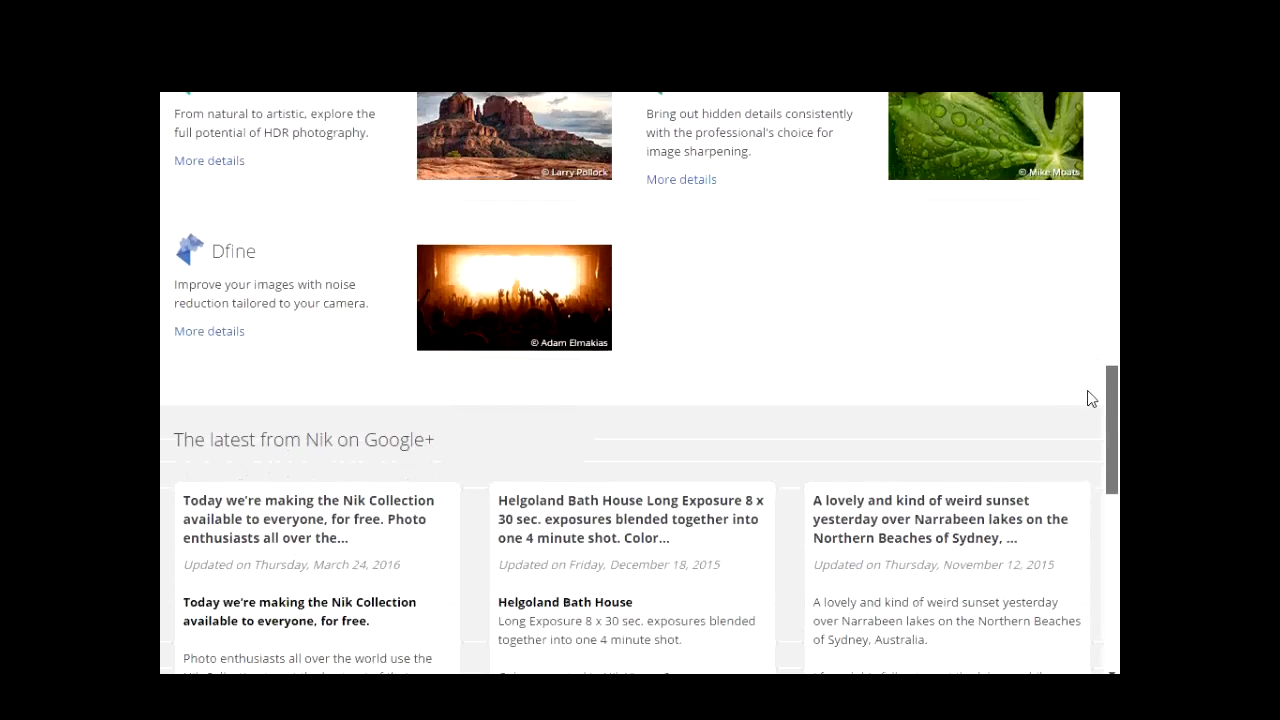 From natural to artistic, explore the
full potential of HDR photography.
More details
© Larry Pollock
Bring out hidden details consistently
with the professional's choice for
image sharpening.
More details
© Mike Moats
Dfine
Improve your images with noise
reduction tailored to your camera.
More details
© Adam Elmakias
The latest from Nik on Google+
Today we're making the Nik Collection
available to everyone, for free. Photo
enthusiasts all over the...
Updated on Thursday, March 24, 2016
Today we're making the Nik Collection
available to everyone, for free.
Photo enthusiasts all over the world use the
Helgoland Bath House Long Exposure 8 x
30 sec. exposures blended together into
one 4 minute shot. Color...
Updated on Friday, December 18, 2015
Helgoland Bath House
Long Exposure 8 x 30 sec. exposures blended
together into one 4 minute shot.
A lovely and kind of weird sunset
yesterday over Narrabeen lakes on the
Northern Beaches of Sydney, ...
Updated on Thursday, November 12, 2015
A lovely and kind of weird sunset yesterday
over Narrabeen lakes on the Northern Beaches
of Sydney, Australia.